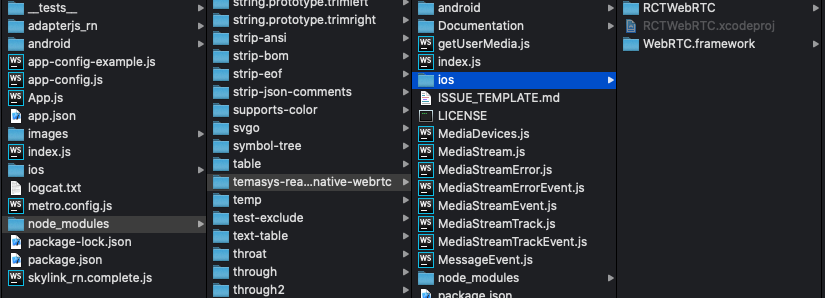 __tests__
adapterjs_rn
android
app-config-example.js
app-config.js
App.js
app.json
images
index.js
ios
logcat.txt
metro.config.js
node_modules
package-lock.json
package.json
skylink_rn.complete.js
string.prototype.trimleft
string.prototype.trimright
strip-ansi
strip-bom
strip-eof
strip-json-comments
supports-color
svgo
symbol-tree
table
temasys-rea...native-webrtc
temp
test-exclude
text-table
throat
through
through2
android
Documentation
getUserMedia.js
index.js
ios
ISSUE_TEMPLATE.md
LICENSE
MediaDevices.js
MediaStream.js
MediaStreamError.js
MediaStreamErrorEvent.js
MediaStreamEvent.js
MediaStreamTrack.js
MediaStreamTrackEvent.js
MessageEvent.js
node_modules
package.json
RCTWebRTC
RCTWebRTC.xcodeproj
WebRTC.framework